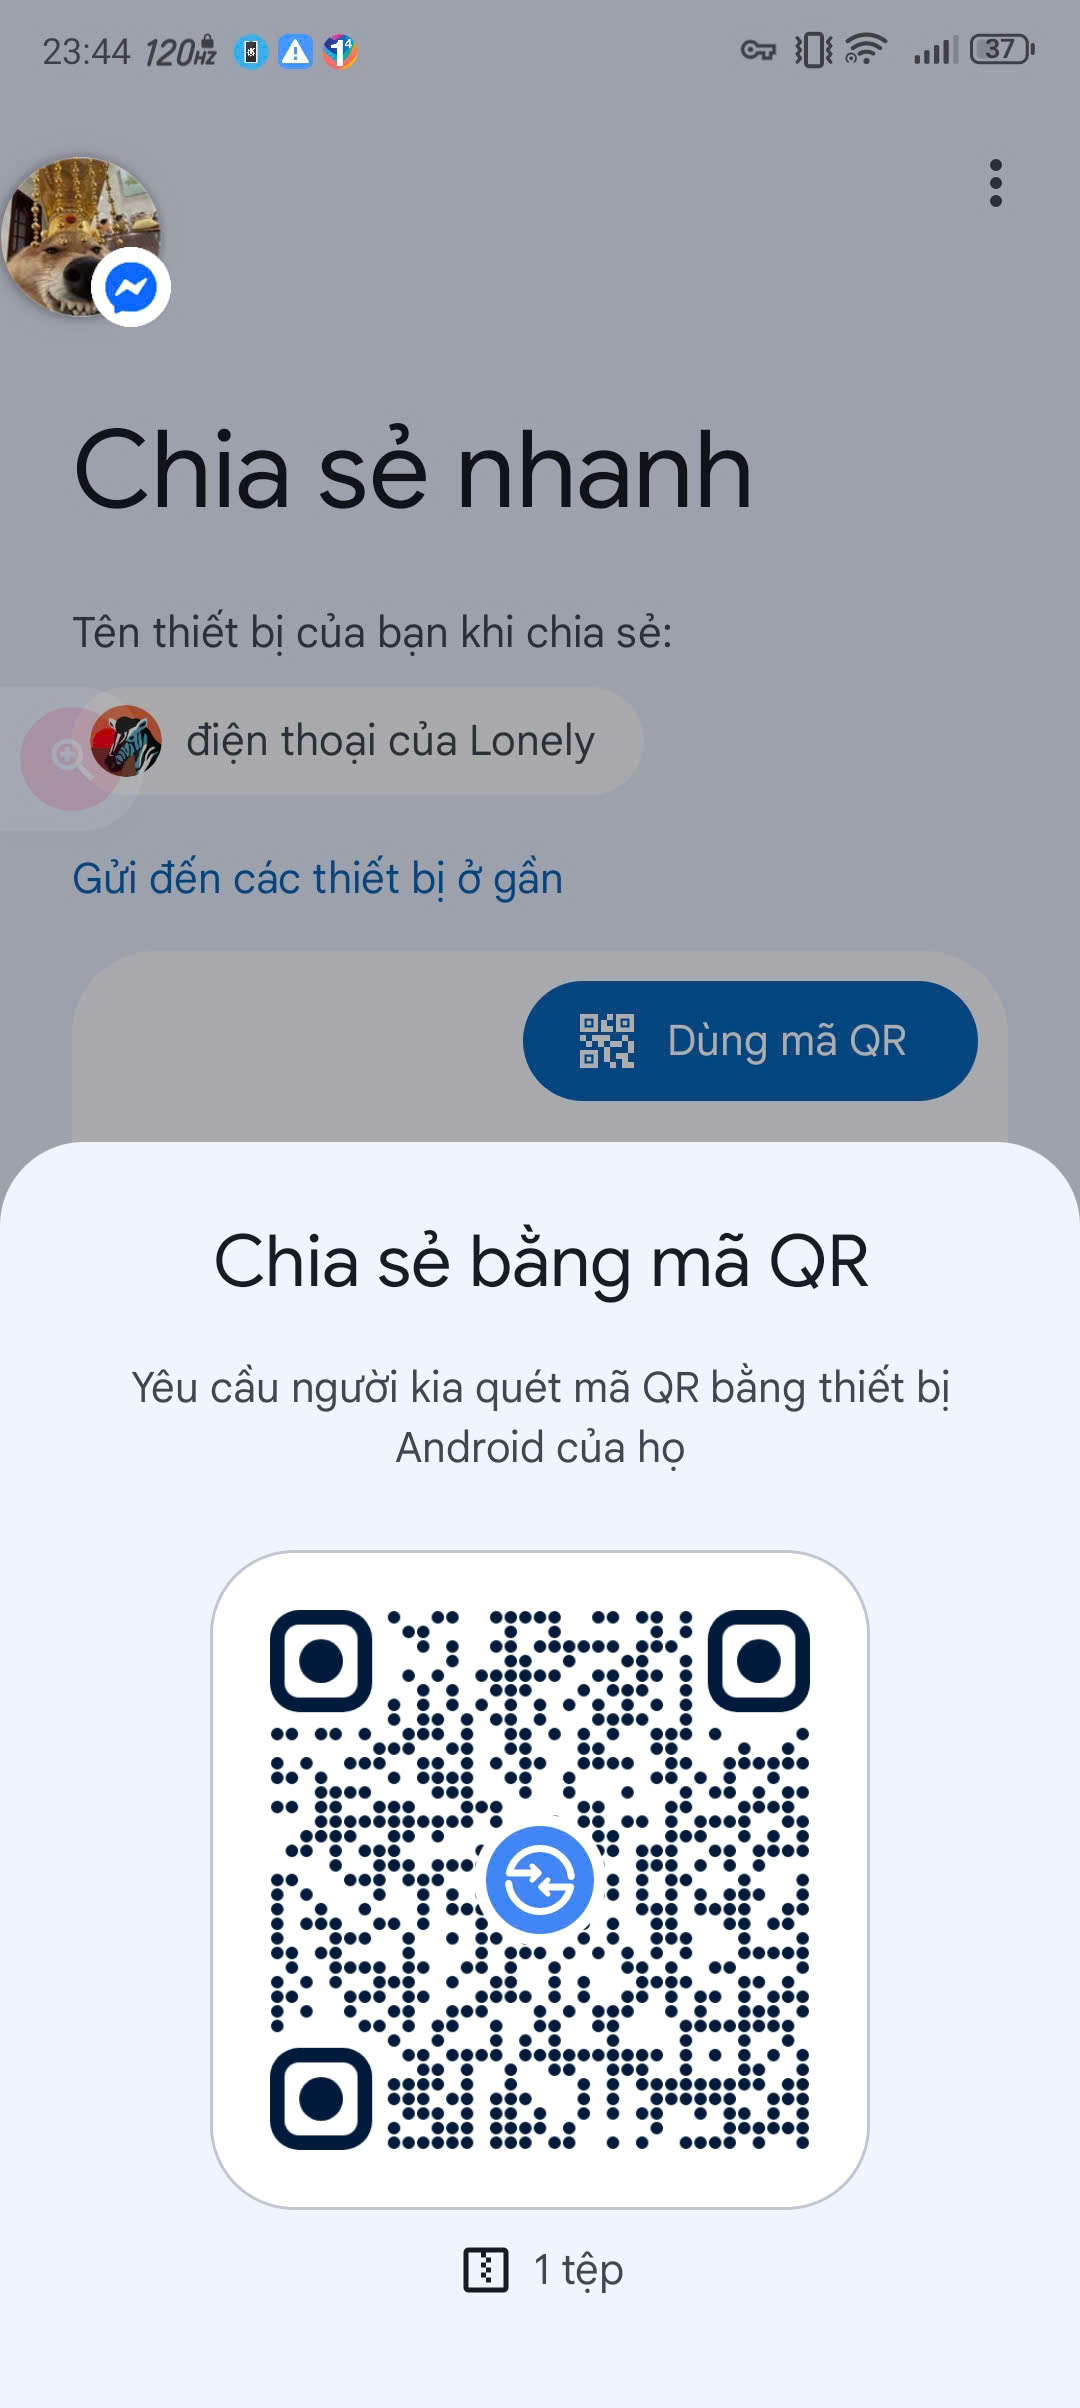 23:44 120HZ 14 37
Chia sẻ nhanh
Tên thiết bị của bạn khi chia sẻ:
điện thoại của Lonely
Gửi đến các thiết bị ở gần
Dùng mã QR
Chia sẻ bằng mã QR
Yêu cầu người kia quét mã QR bằng thiết bị
Android của họ
1 tệp